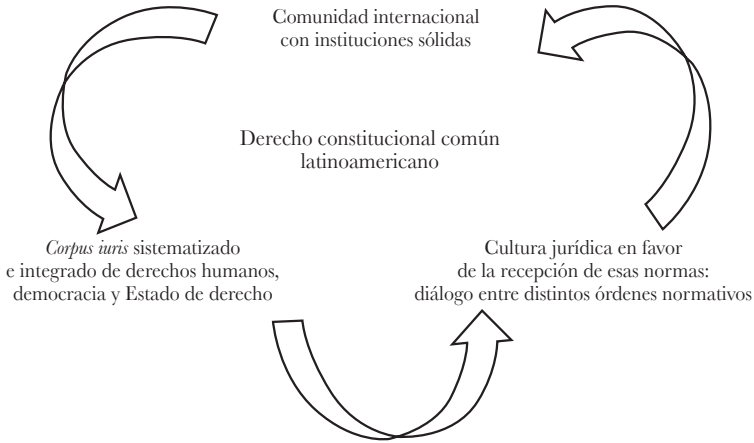 Comunidad internacional
con instituciones sólidas
Derecho constitucional común
latinoamericano
Corpus iuris sistematizado
e integrado de derechos humanos,
democracia y Estado de derecho
Cultura jurídica en favor
de la recepción de esas normas:
diálogo entre distintos órdenes normativos